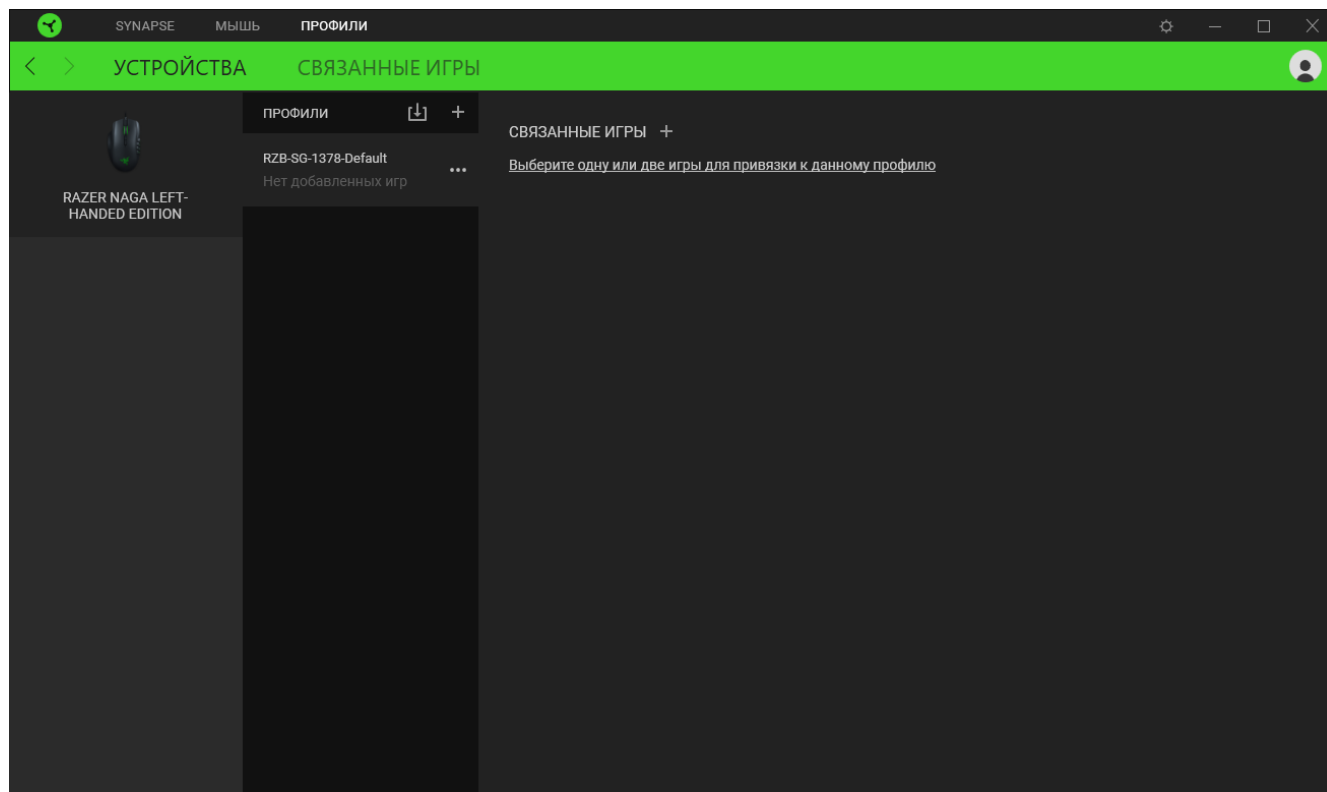 SYNAPSE МЫШЬ ПРОФИЛИ
УСТРОЙСТВА СВЯЗАННЫЕ ИГРЫ
RAZER NAGA LEFT-
HANDED EDITION
ПРОФИЛИ
RZB-SG-1378-Default
Нет добавленных игр
СВЯЗАННЫЕ ИГРЫ
Выберите одну или две игры для привязки к данному профилю